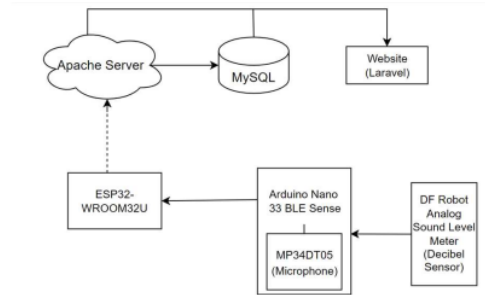 Apache Server
MySQL
Website
(Laravel)
ESP32-
WROOM32U
Arduino Nano
33 BLE Sense
MP34DT05
(Microphone)
DF Robot
Analog
Sound Level
Meter
(Decibel
Sensor)